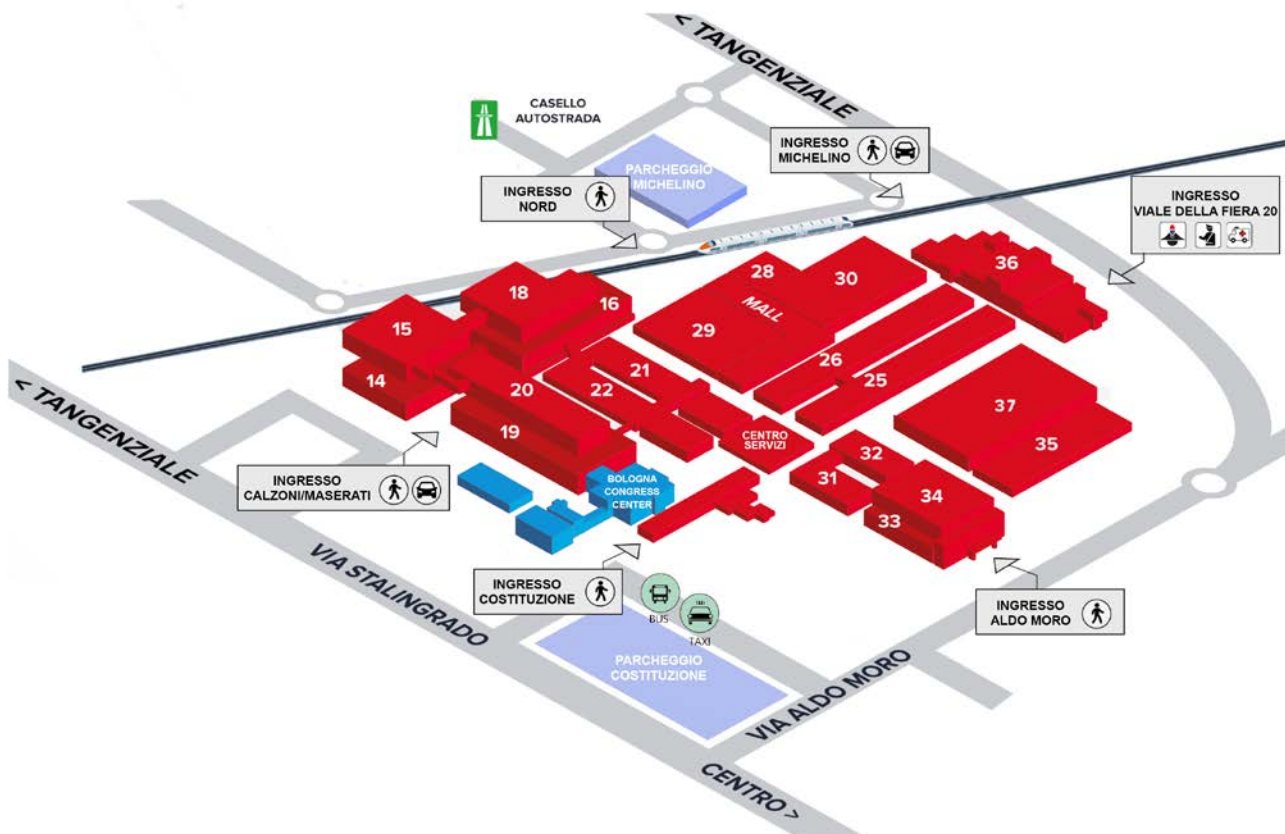 < TANGENZIALE
CASELLO
AUTOSTRADA
INGRESSO
MICHELINO
PARCHEGGIO
MICHELINO
INGRESSO
NORD
INGRESSO
VIALE DELLA FIERA 20
36
28
30
18
16
MALL
15
29
26
21
25
14
20
22
37
19
CENTRO
SERVIZI
35
32
< TANGENZIALE
31
34
BOLOGNA
CONGRESS
CENTER
INGRESSO
CALZONI/MASERATI
33
VIA STALINGRADO
INGRESSO
COSTITUZIONE
BUS
TAXI
TAXI
INGRESSO
ALDO MORO
PARCHEGGIO
COSTITUZIONE
VIA ALDO MORO
CENTRO >